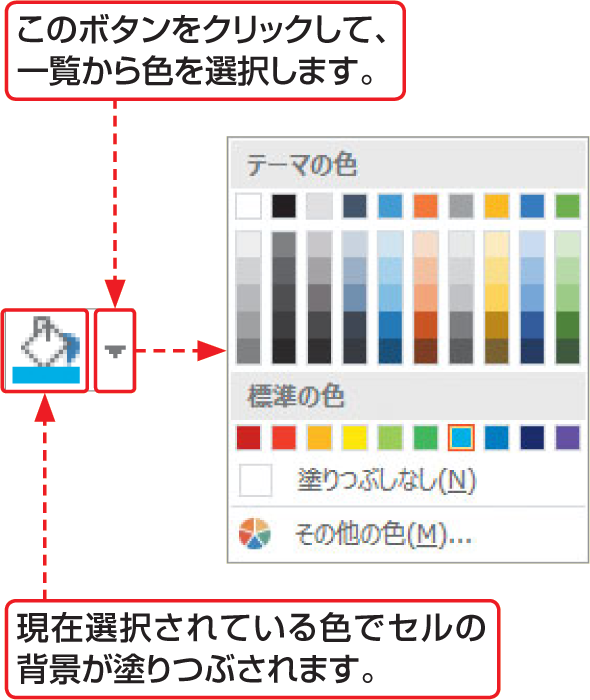 このボタンをクリックして、
一覧から色を選択します。
テーマの色
標準の色
塗りつぶしなし(N)
その他の色(M)...
現在選択されている色でセルの
背景が塗りつぶされます。